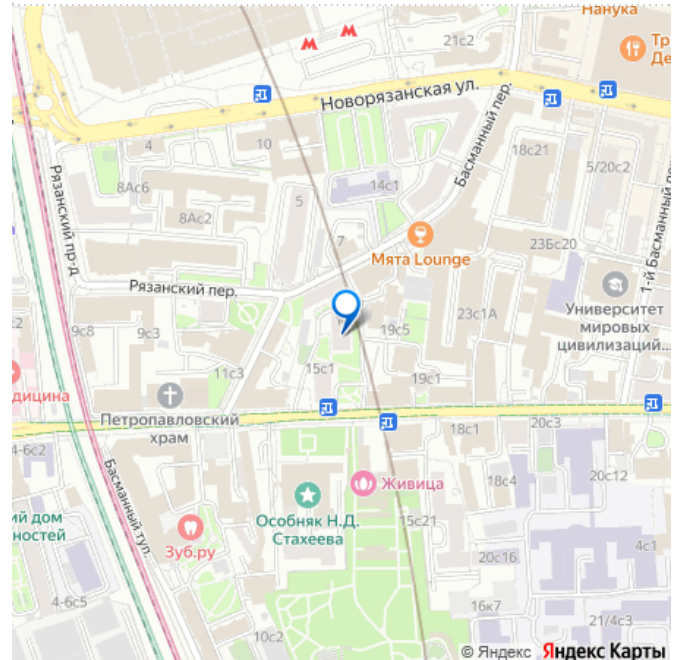 Нанука
21с2
Тр
Де
Новорязанская ул.
Басманный пер.
4
10
18с21
5/20с2
Рязанский пр-д
8Ас6
14с1
8Ас2
5
7
Мята Lounge
23Бс20
1-й Басманный пе
Рязанский пер.
Университет
мировых
цивилизаций...
23с1А
:2
9с8
9с3
19с5
15с1
11с3
19с1
дицина
Петропавловский
храм
18с1
20с3
4-6с2
Басманный туп.
Живица
18с4
20с12
ий дом
ностей
Особняк Н.Д.
Стахеева
15с21
Зуб.ру
4с1
20с16
4-6с5
16к7
10с2
21/4с3
© Яндекс Яндекс Карты